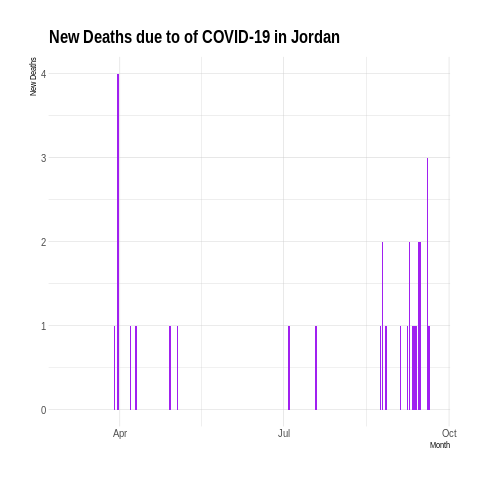 New Deaths due to of COVID-19 in Jordan
New Deaths
4
3
2
1
0
Apr
Jul
Oct
Month